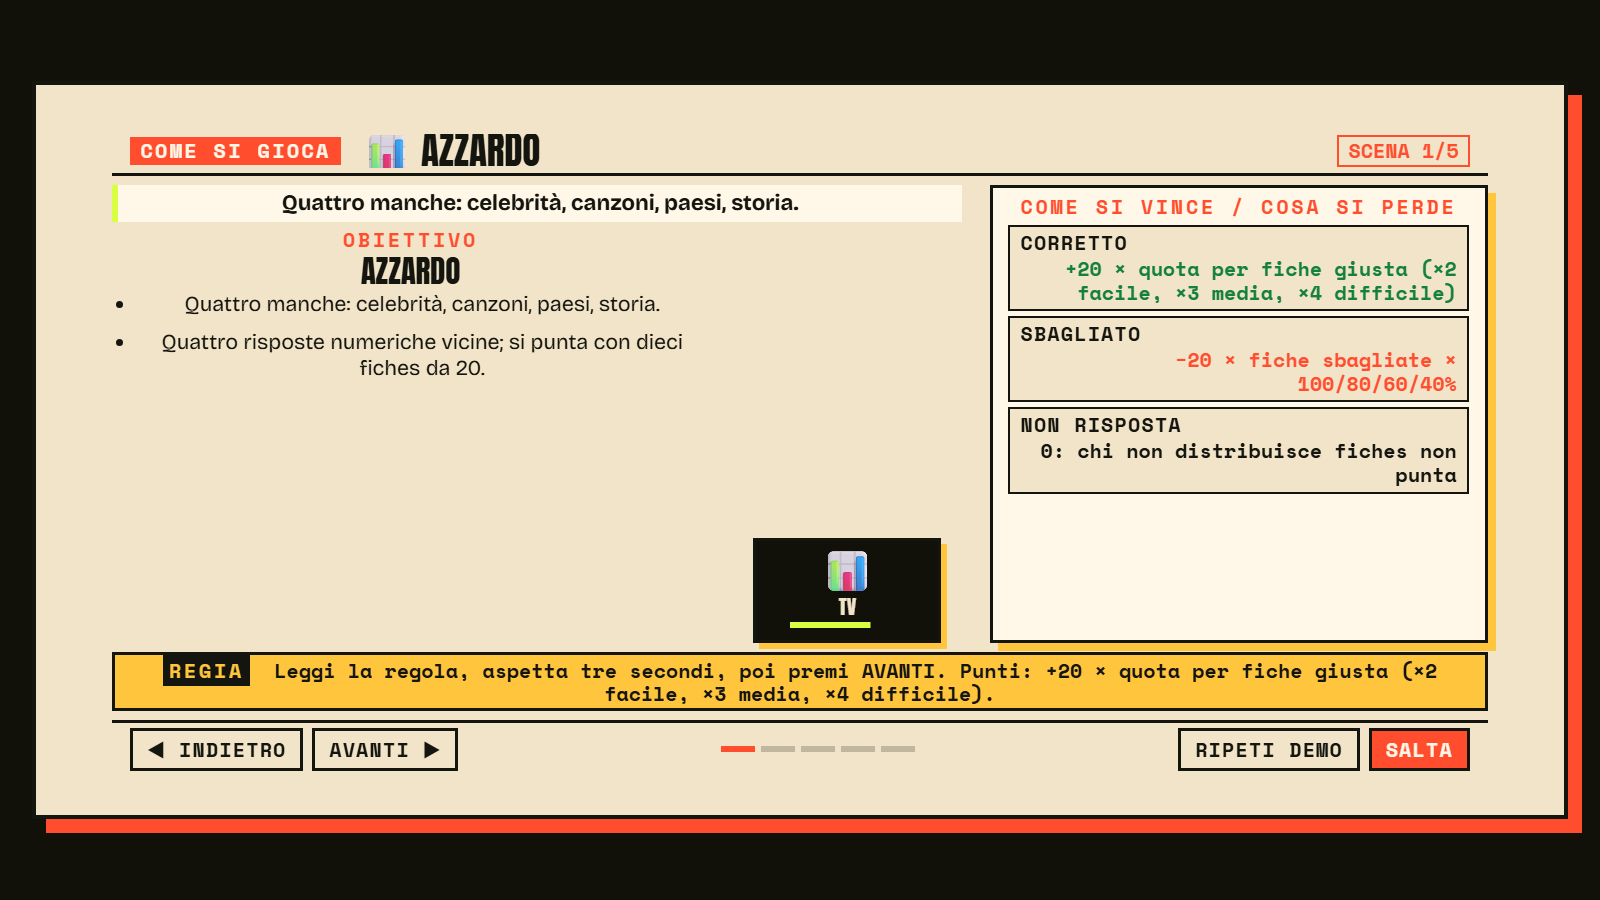 COME SI GIOCA
AZZARDO
SCENA 1/5
Quattro manche: celebrità, canzoni, paesi, storia.
OBIETTIVO
AZZARDO
• Quattro manche: celebrità, canzoni, paesi, storia.
• Quattro risposte numeriche vicine; si punta con dieci
fiches da 20.
TV
COME SI VINCE / COSA SI PERDE
CORRETTO
+20 × quota per fiche giusta (×2
facile, ×3 media, ×4 difficile)
SBAGLIATO
-20 × fiche sbagliate ×
100/80/60/40%
NON RISPOSTA
0: chi non distribuisce fiches non
punta
REGIA Leggi la regola, aspetta tre secondi, poi premi AVANTI. Punti: +20 × quota per fiche giusta (×2
facile, ×3 media, ×4 difficile).
◀ INDIETRO
AVANTI ▶
RIPETI DEMO
SALTA